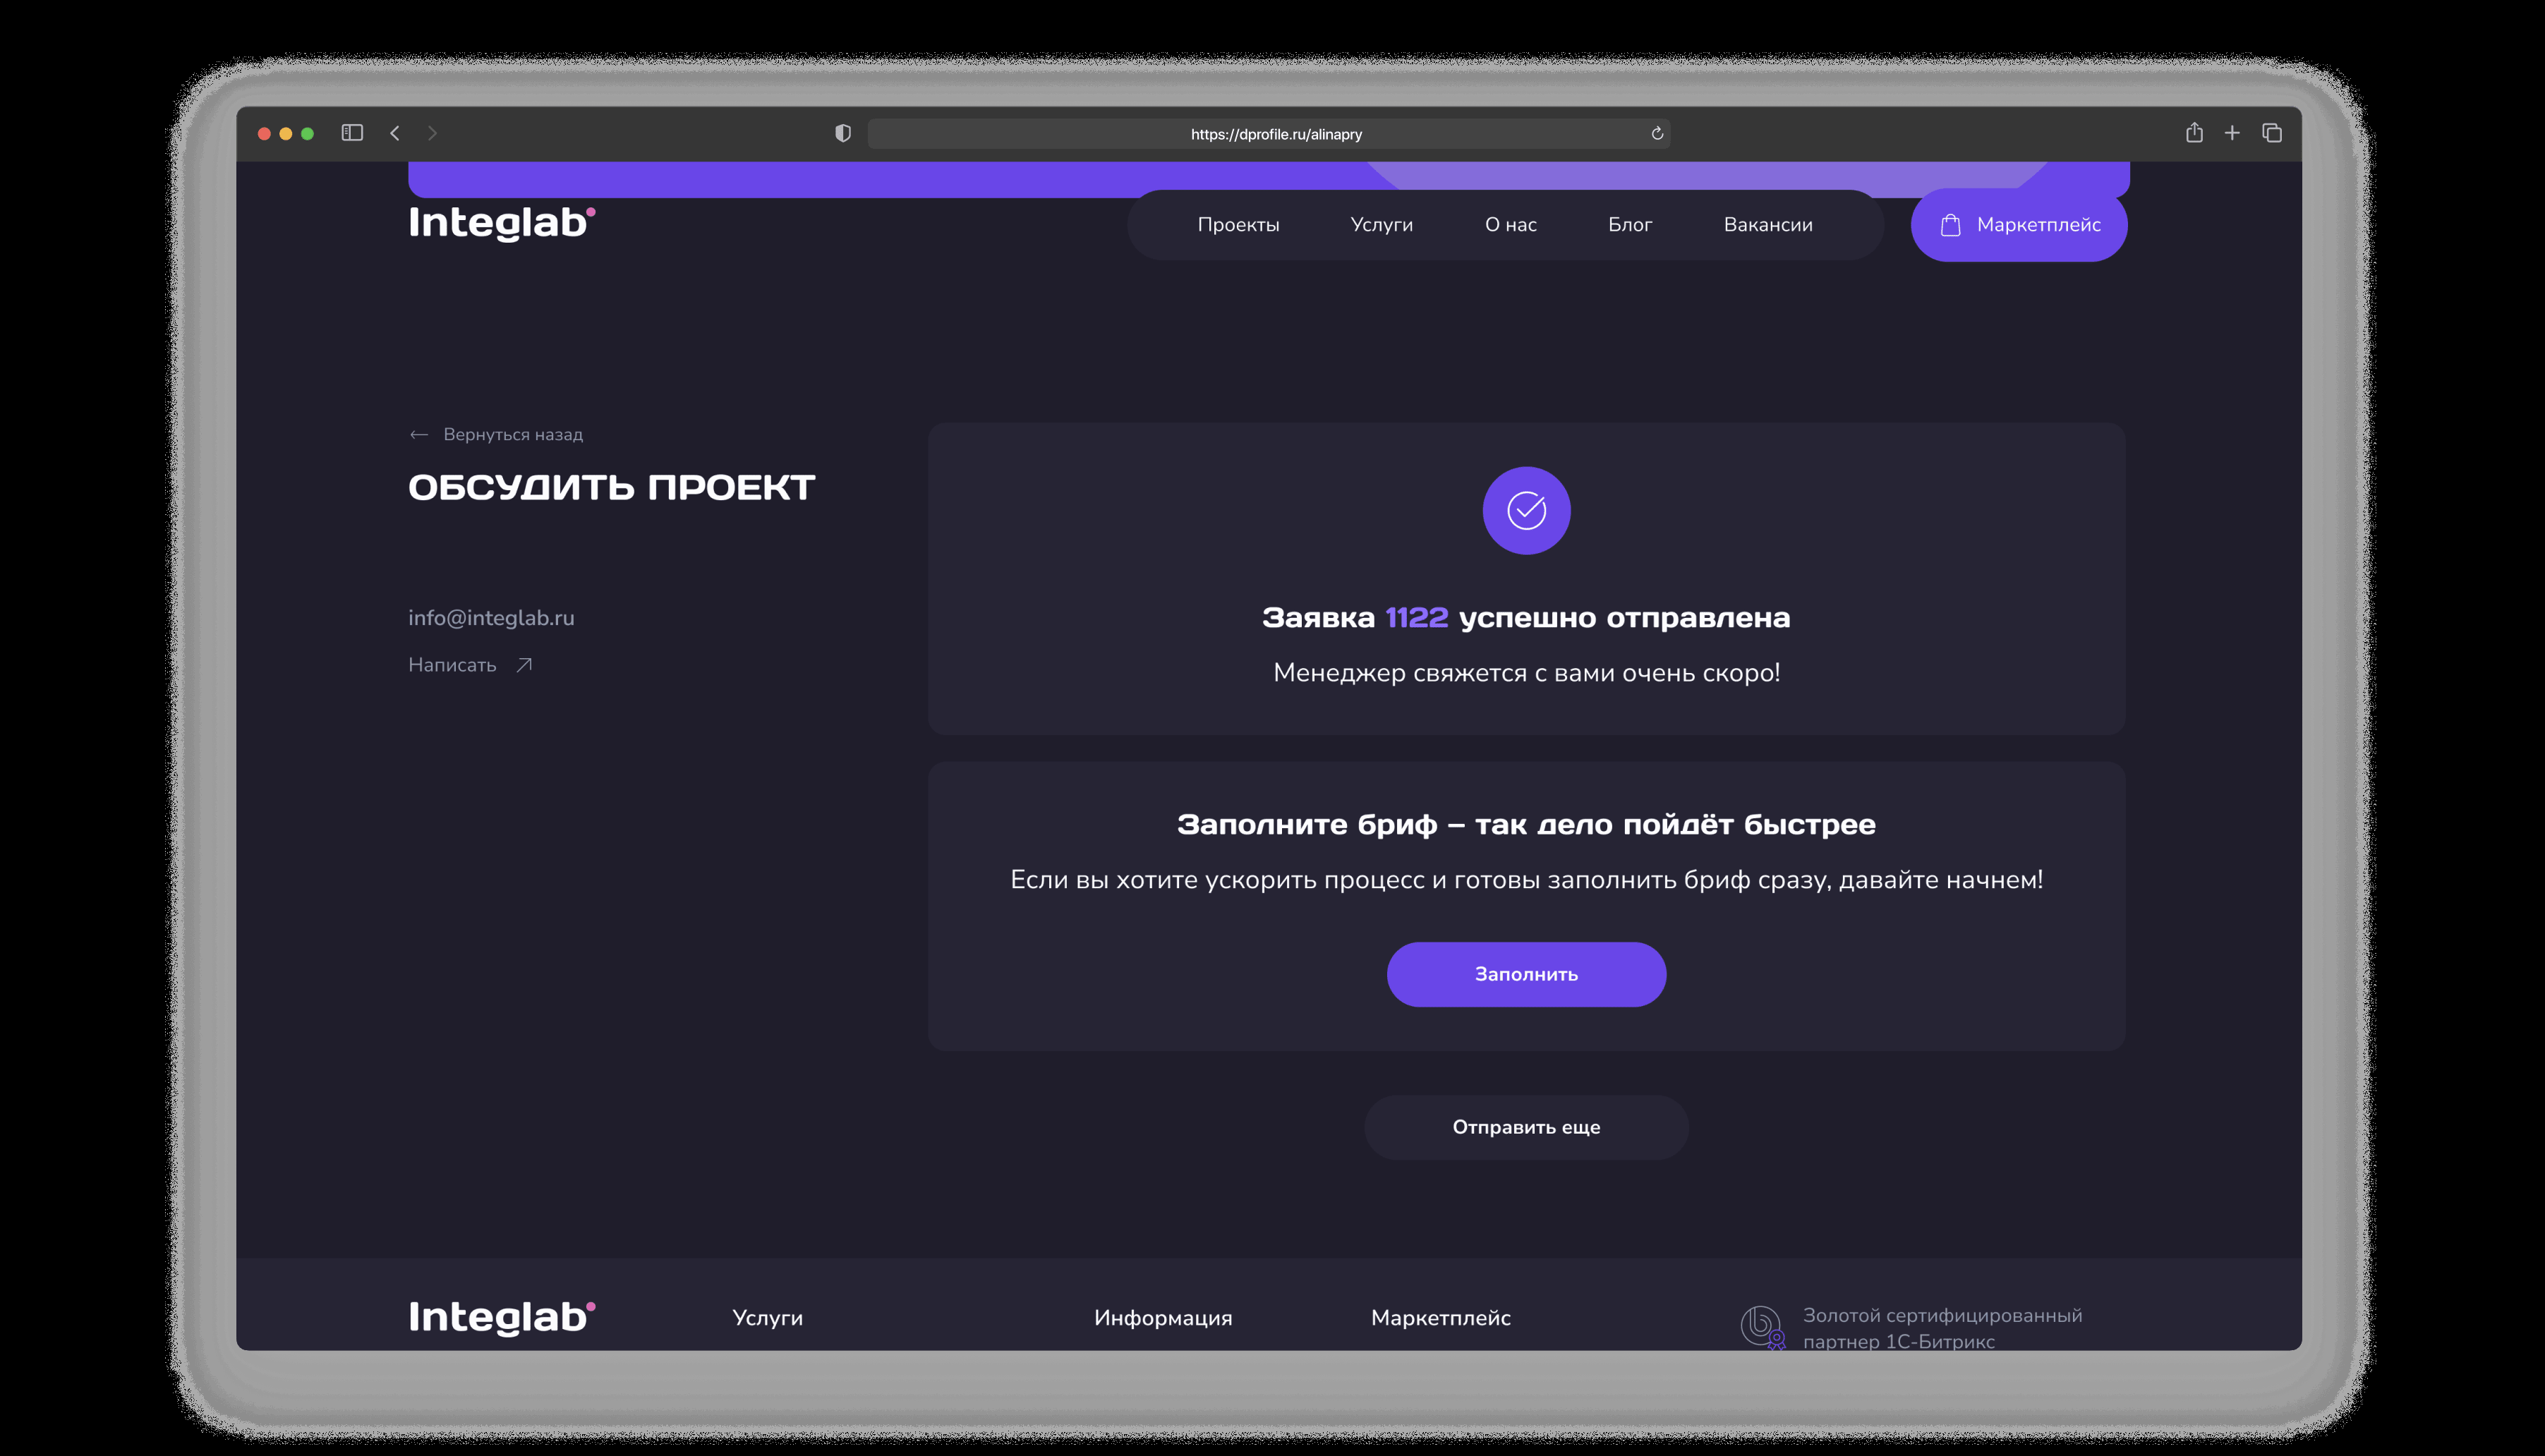 https://dprofile.ru/alinapry
Integlab
Проекты Услуги О нас Блог Вакансии Маркетплейс
Вернуться назад
ОБСУДИТЬ ПРОЕКТ
info@integlab.ru
Написать
Заявка 1122 успешно отправлена
Менеджер свяжется с вами очень скоро!
Заполните бриф – так дело пойдёт быстрее
Если вы хотите ускорить процесс и готовы заполнить бриф сразу, давайте начнем!
Заполнить
Отправить еще
Integlab
Услуги Информация Маркетплейс
Золотой сертифицированный
партнер 1С-Битрикс